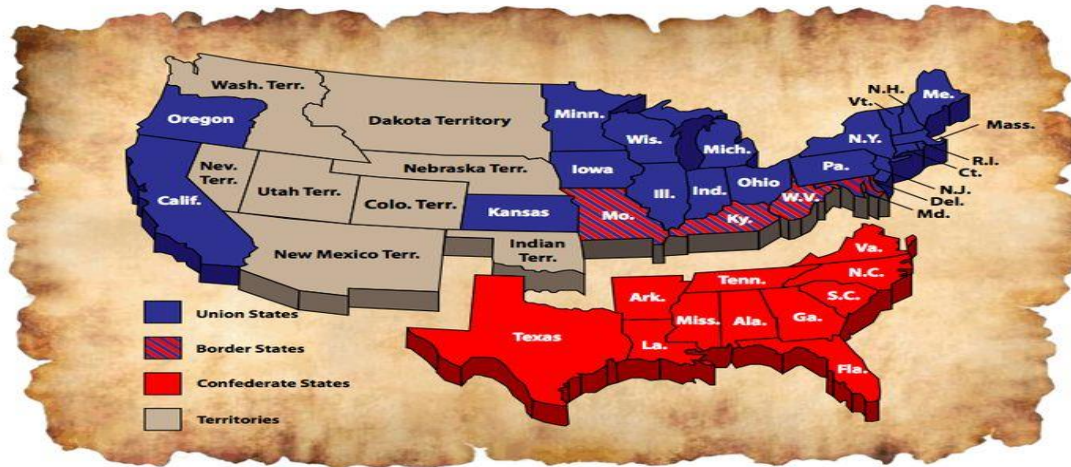 Wash. Terr.
Oregon
Dakota Territory
Minn.
Wis.
Mich.
N.H.
Vt.
Me.
Mass.
N.Y.
R.I.
Ct.
Nev.
Terr.
Utah Terr.
Nebraska Terr.
Colo. Terr.
Iowa
Ill.
Ind.
Ohio
Pa.
N.J.
Del.
Md.
Calif.
Kansas
Mo.
Ky.
W.V.
New Mexico Terr.
Indian
Terr.
Va.
N.C.
Tenn.
S.C.
Ark.
Miss.
Ala.
Ga.
Texas
La.
Fla.
Union States
Border States
Confederate States
Territories